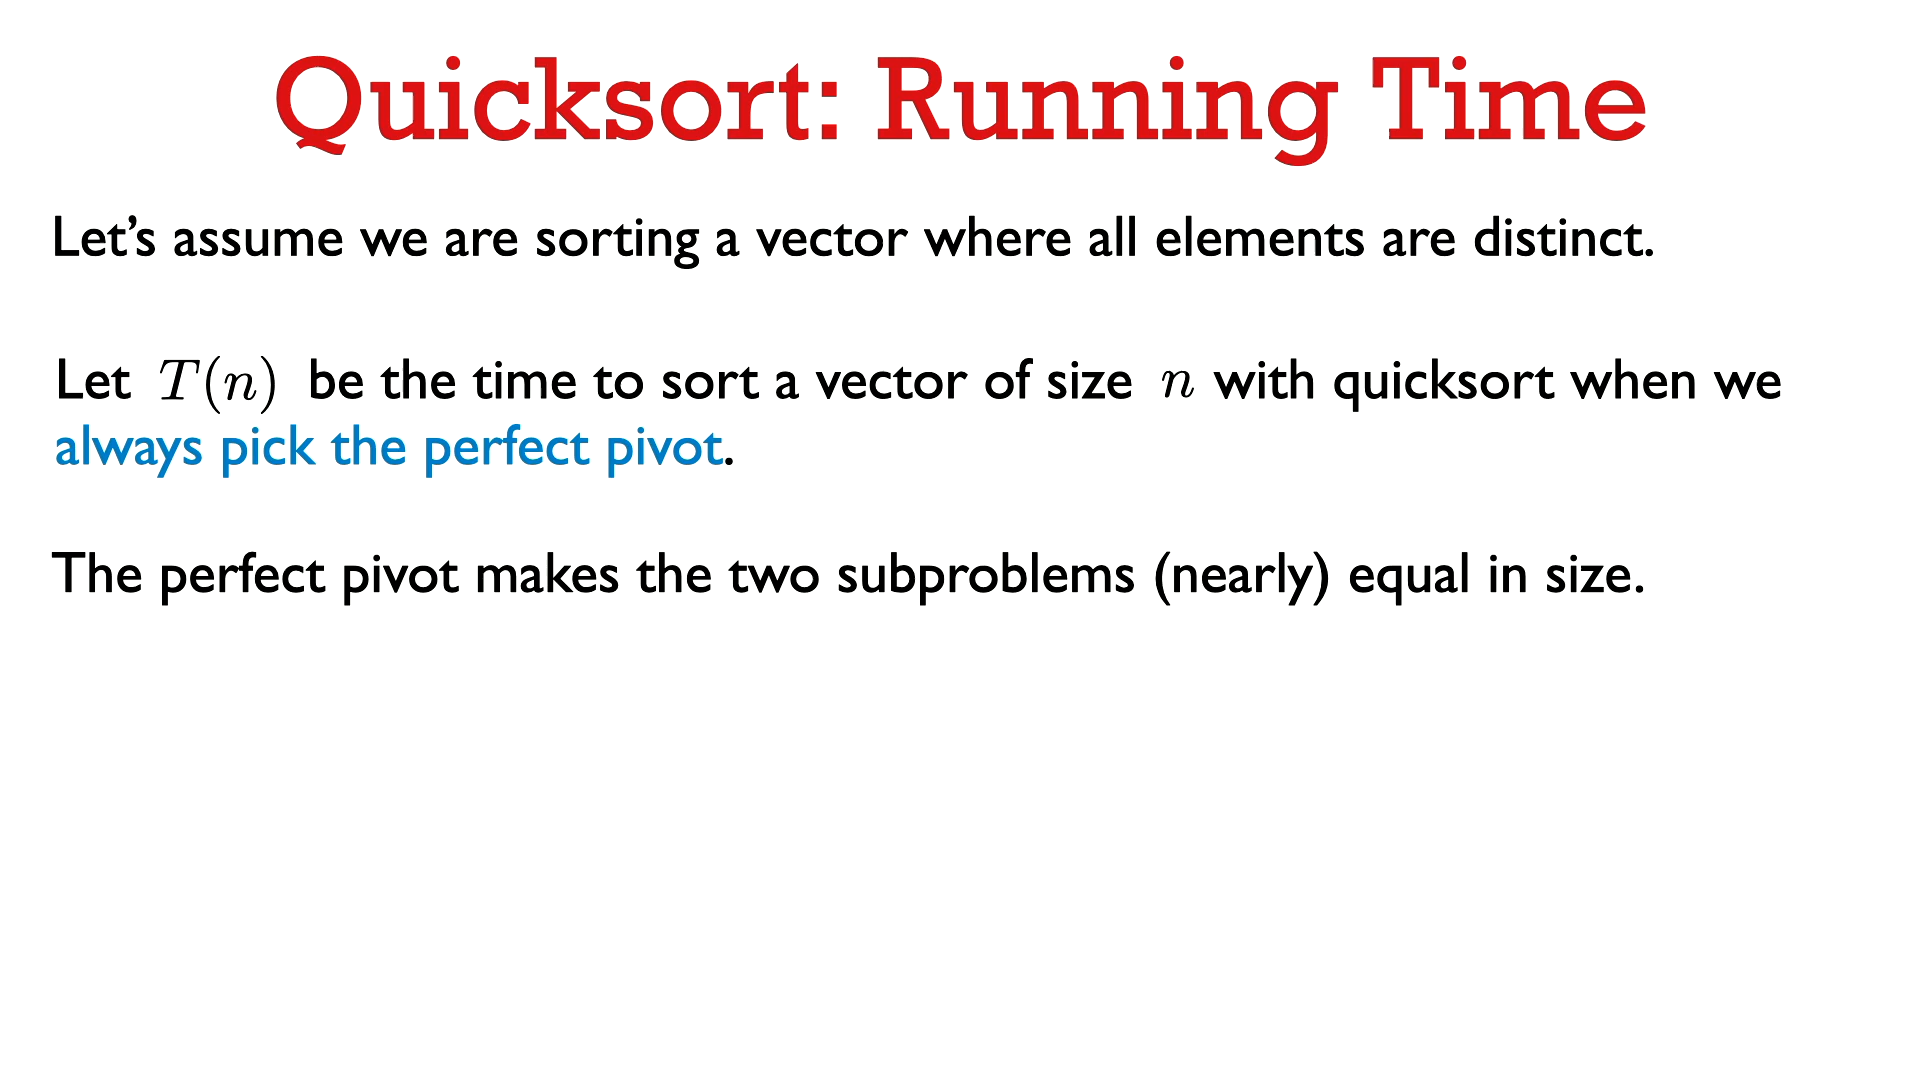 Quicksort: Running Time
Let’s assume we are sorting a vector where all elements are distinct.
Let T(n) be the time to sort a vector of size n with quicksort when we
always pick the perfect pivot.
The perfect pivot makes the two subproblems (nearly) equal in size.